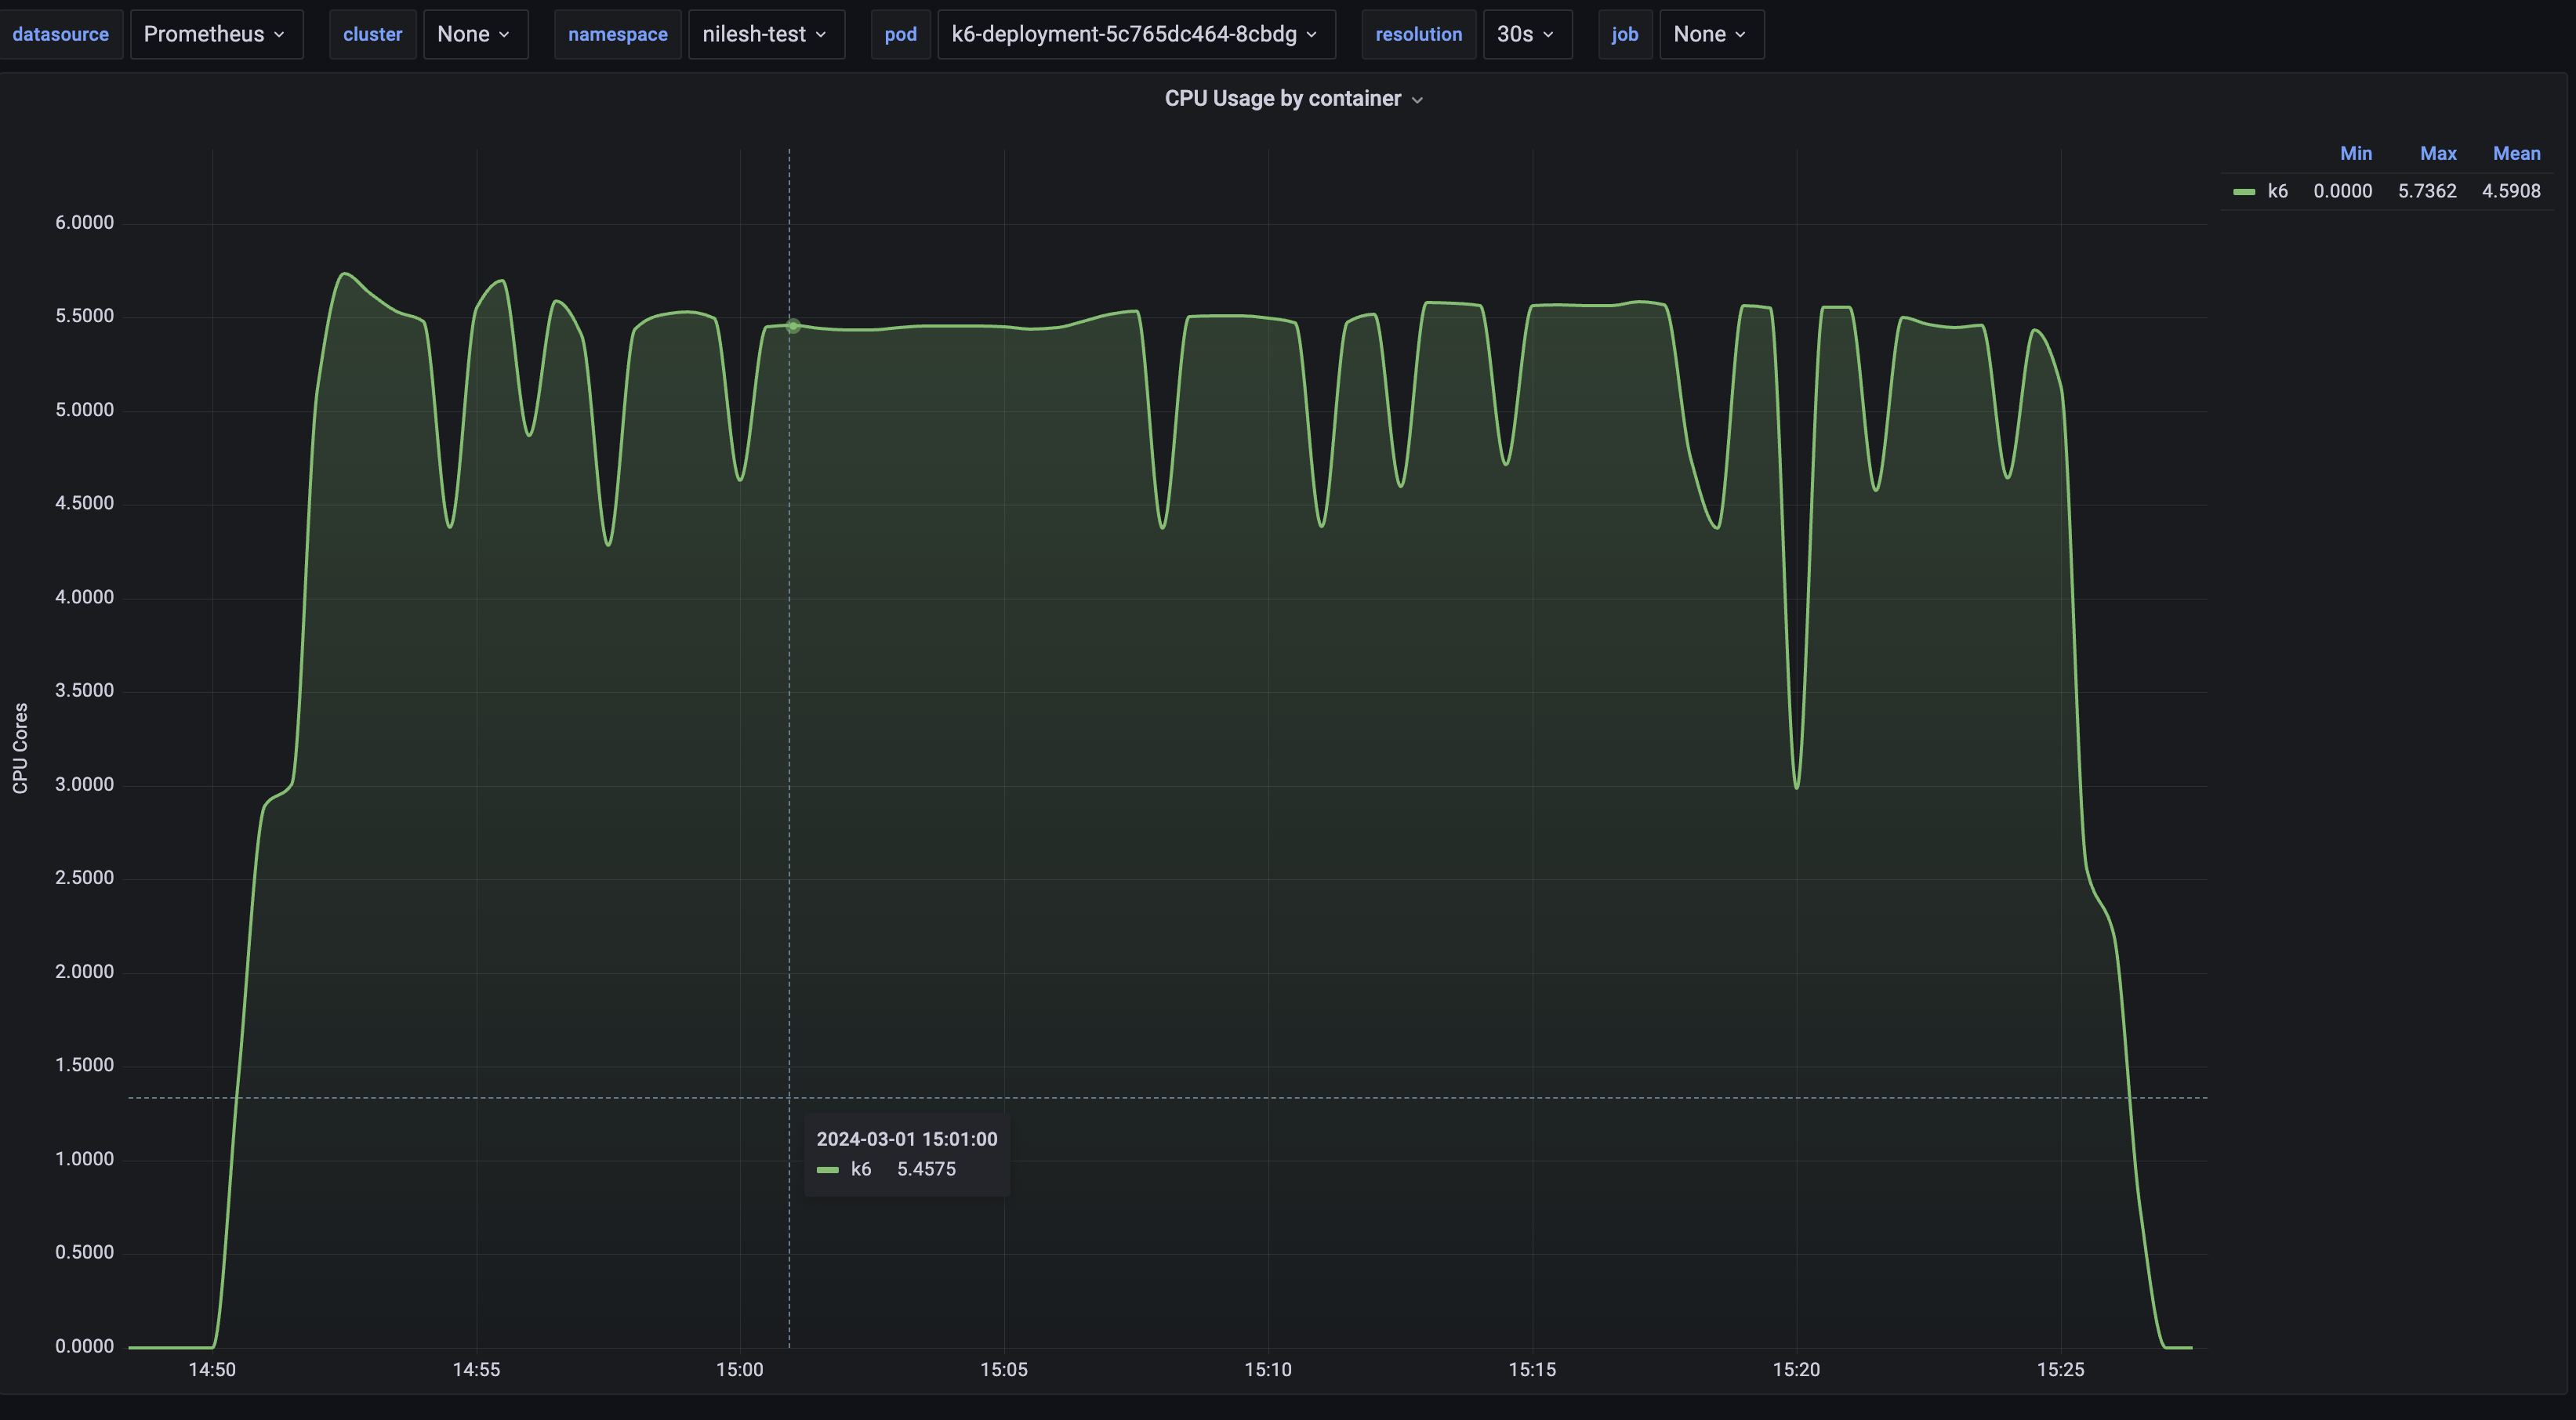 datasource Prometheus cluster None namespace nilesh-test pod k6-deployment-5c765dc464-8cbdg resolution 30s job None
CPU Usage by container
Min Max Mean
k6 0.0000 5.7362 4.5908
6.0000
5.5000
5.0000
4.5000
4.0000
3.5000
3.0000
2.5000
2.0000
1.5000
1.0000
0.5000
0.0000
CPU Cores
2024-03-01 15:01:00
k6 5.4575
14:50 14:55 15:00 15:05 15:10 15:15 15:20 15:25